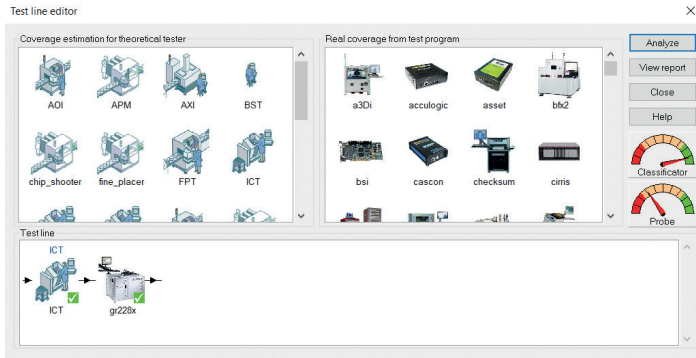 Test line editor
Coverage estimation for theoretical tester
AOI APM AXI BST
chip_shooter fine_placer FPT ICT
Real coverage from test program
a3Di acculogic asset bfx2
bsi cascon checksum cirris
Analyze
View report
Close
Help
Classificator
Probe
Test line
ICT
ICT gr228x